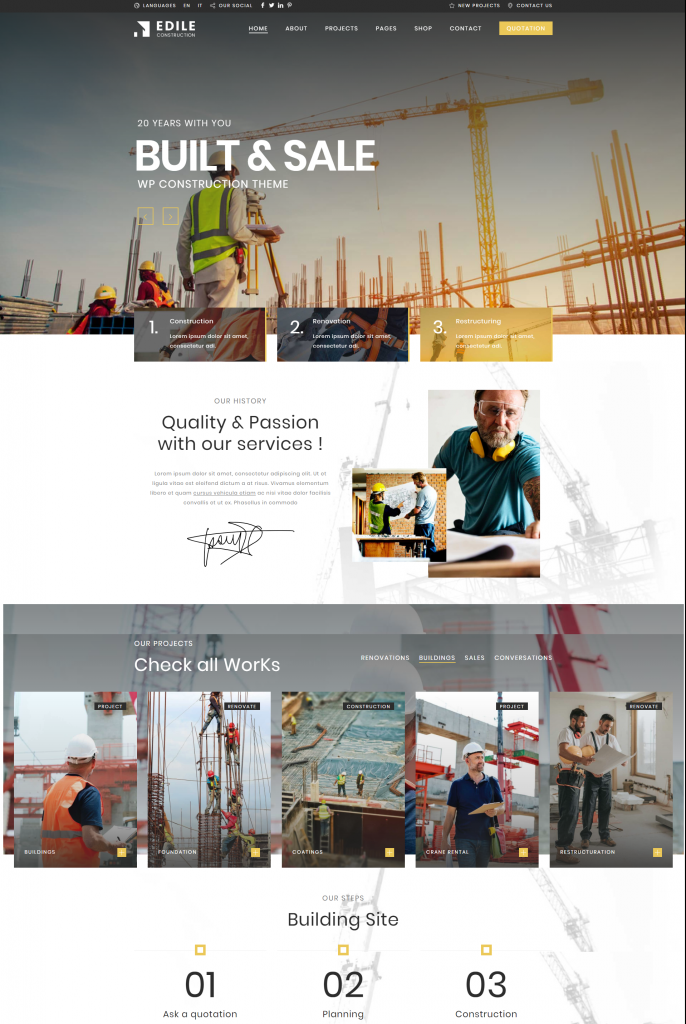 LANGUAGES EN IT OUR SOCIAL NEW PROJECTS CONTACT US
EDILE
CONSTRUCTION
HOME ABOUT PROJECTS PAGES SHOP CONTACT QUOTATION
20 YEARS WITH YOU
BUILT & SALE
WP CONSTRUCTION THEME
1. Construction
Lorem ipsum dolor sit amet,
consectetur adi.
2. Renovation
Lorem ipsum dolor sit amet,
consectetur adi.
3. Restructuring
Lorem ipsum dolor sit amet,
consectetur adi.
OUR HISTORY
Quality & Passion
with our services !
Lorem ipsum dolor sit amet, consectetur adipiscing elit. Ut et
ligula vitae est eleifend dictum a at risus. Vivamus elementum
libero et quam cursus vehicula etiam ac nisl vitae dolor facilisis
convallis at ut ex. Phasellus in commodo
OUR PROJECTS
Check all WorKs
RENOVATIONS BUILDINGS SALES CONVERSATIONS
PROJECT
BUILDINGS
RENOVATE
FOUNDATION
CONSTRUCTION
COATINGS
PROJECT
CRANE RENTAL
RENOVATE
RESTRUCTURATION
OUR STEPS
Building Site
01
Ask a quotation
02
Planning
03
Construction